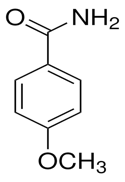 O NH₂
OCH₃